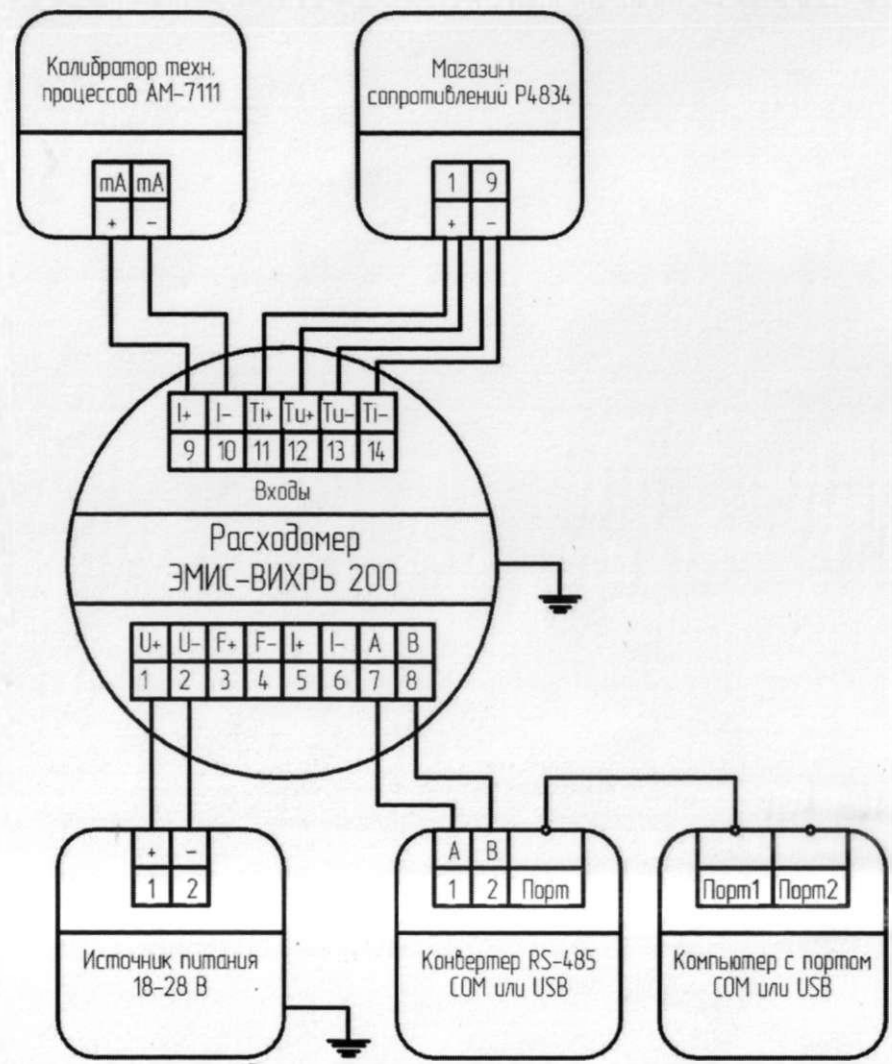 Калибратор техн.
процессов АМ-7111
Магазин
сопротивлений Р4834
mA mA
+ -
1 9
+ -
I+ I- Ti+ Tu+ Tu- Ti-
9 10 11 12 13 14
Входы
Расходомер
ЭМИС-ВИХРЬ 200
U+ U- F+ F- I+ I- A B
1 2 3 4 5 6 7 8
+ -
1 2
Источник питания
18-28 В
A B
1 2 Порт
Конвертер RS-485
COM или USB
Порт1 Порт2
Компьютер с портом
COM или USB